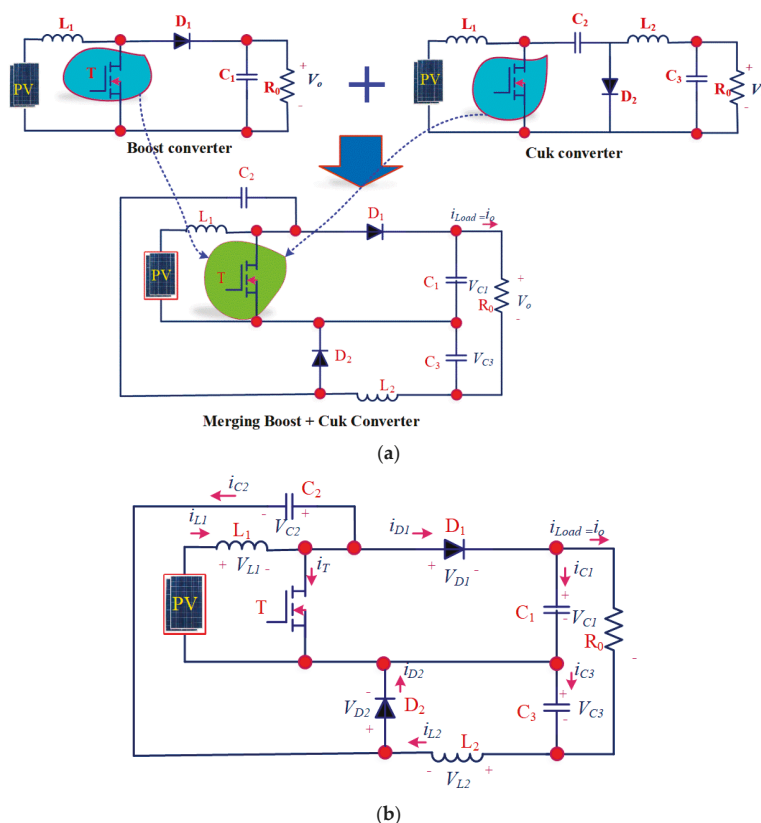 L1
D1
T
PV
C1
R0
+
Vo
-
Boost converter
+
L1
C2
L2
PV
D2
C3
R0
+
V
-
Cuk converter
C2
L1
D1
iLoad=io
PV
T
C1
VC1
R0
+
Vo
-
D2
C3
VC3
L2
Merging Boost + Cuk Converter
(a)
iC2
C2
- VC2 +
iL1
L1
+ VL1 -
iD1
D1
+ VD1 -
iLoad=io
iT
T
PV
iC1
+
C1
-
VC1
R0
-
iD2
-
VD2
+
D2
iC3
+
C3
-
VC3
iL2
L2
- VL2 +
(b)